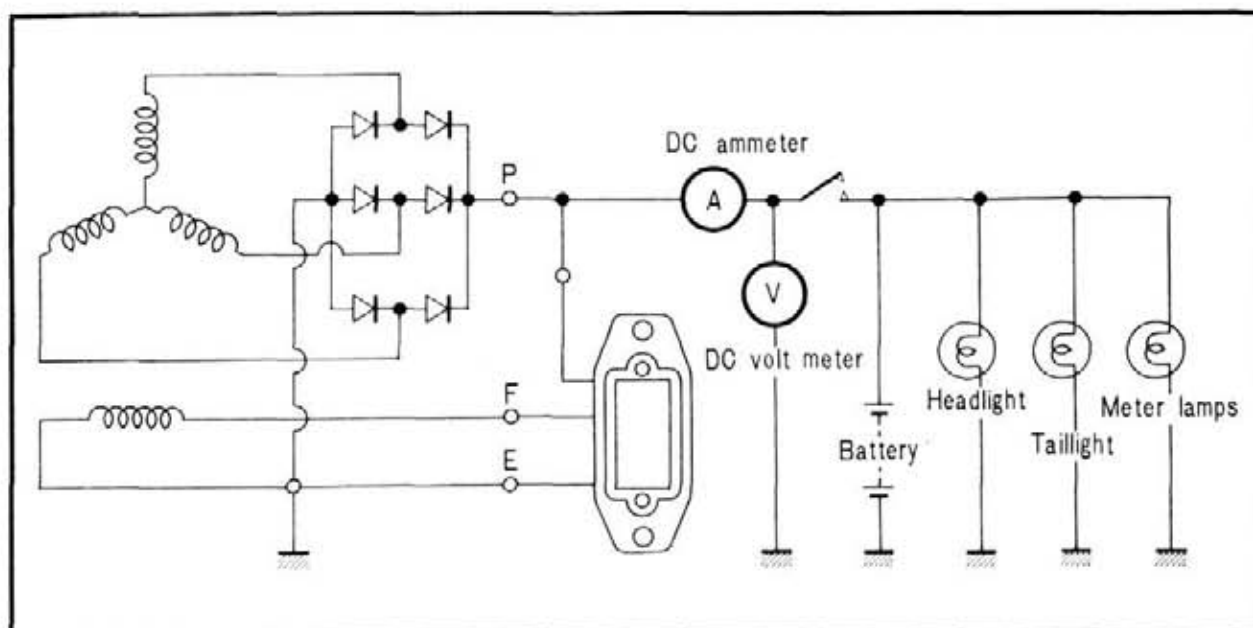 P
DC ammeter
A
V
DC volt meter
F
E
Battery
Headlight
Taillight
Meter lamps